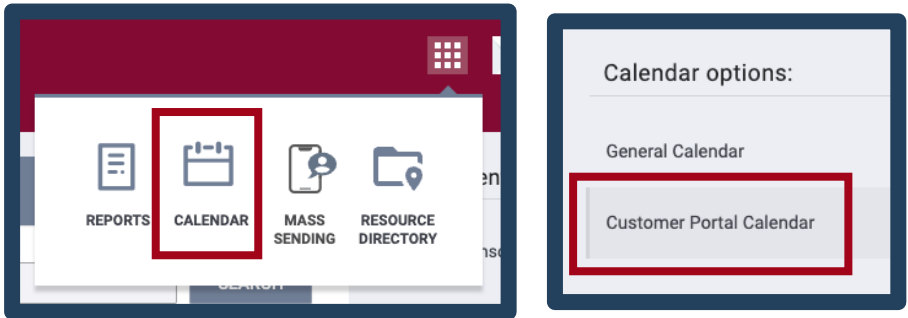 REPORTS
CALENDAR
MASS
SENDING
RESOURCE
DIRECTORY
Calendar options:
General Calendar
Customer Portal Calendar